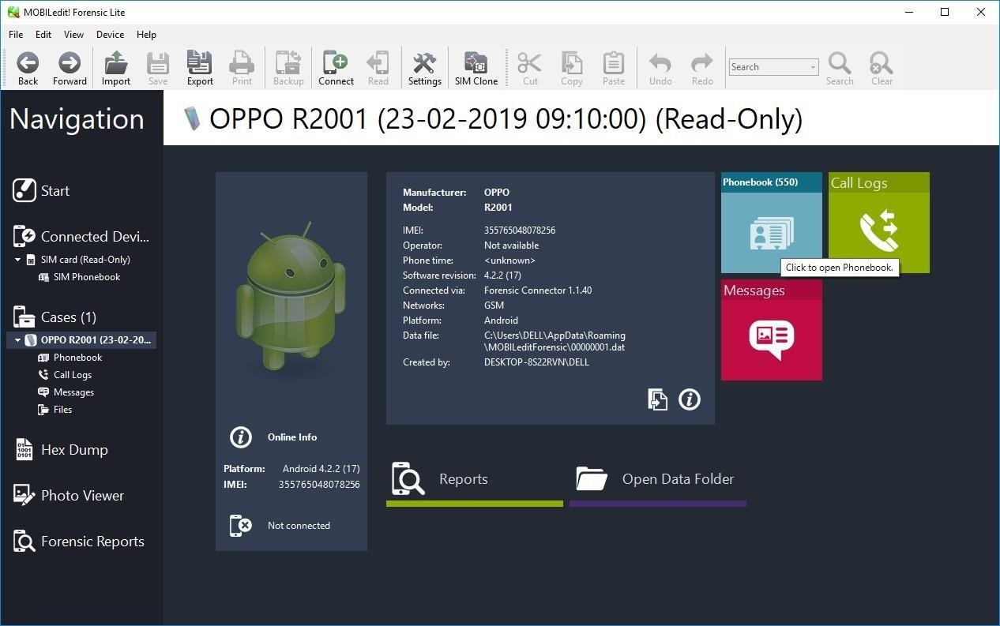 MOBILedit! Forensic Lite
File Edit View Device Help
Back Forward Import Save Export Print Backup Connect Read Settings SIM Clone Cut Copy Paste Undo Redo Search Search Clear
Navigation
OPPO R2001 (23-02-2019 09:10:00) (Read-Only)
Start
Connected Devi...
SIM card (Read-Only)
SIM Phonebook
Cases (1)
OPPO R2001 (23-02-20...
Phonebook
Call Logs
Messages
Files
01
1001
0101
Hex Dump
Photo Viewer
Forensic Reports
Online Info
Platform: Android 4.2.2 (17)
IMEI: 355765048078256
Not connected
Manufacturer: OPPO
Model: R2001
IMEI: 355765048078256
Operator: Not available
Phone time: <unknown>
Software revision: 4.2.2 (17)
Connected via: Forensic Connector 1.1.40
Networks: GSM
Platform: Android
Data file: C:\Users\DELL\AppData\Roaming
\MOBILeditForensic\00000001.dat
Created by: DESKTOP-8S22RVN\DELL
Phonebook (550)
Call Logs
Click to open Phonebook.
Messages
Reports
Open Data Folder